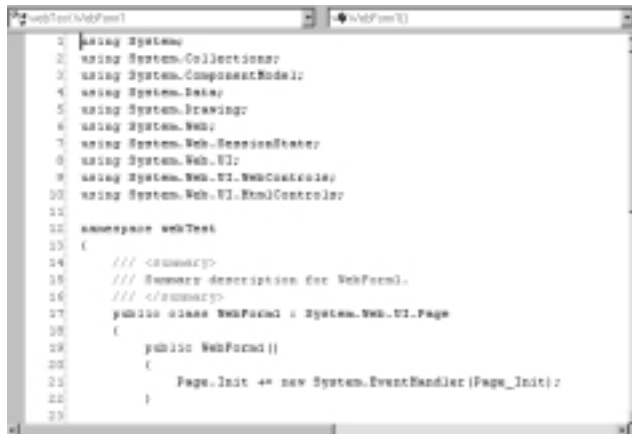 webTest.WebForm1 WebForm1()
1 using System;
2 using System.Collections;
3 using System.ComponentModel;
4 using System.Data;
5 using System.Drawing;
6 using System.Web;
7 using System.Web.SessionState;
8 using System.Web.UI;
9 using System.Web.UI.WebControls;
10 using System.Web.UI.HtmlControls;
11
12 namespace webTest
13 {
14 /// <summary>
15 /// Summary description for WebForm1.
16 /// </summary>
17 public class WebForm1 : System.Web.UI.Page
18 {
19 public WebForm1()
20 {
21 Page.Init += new System.EventHandler(Page_Init);
22 }
23